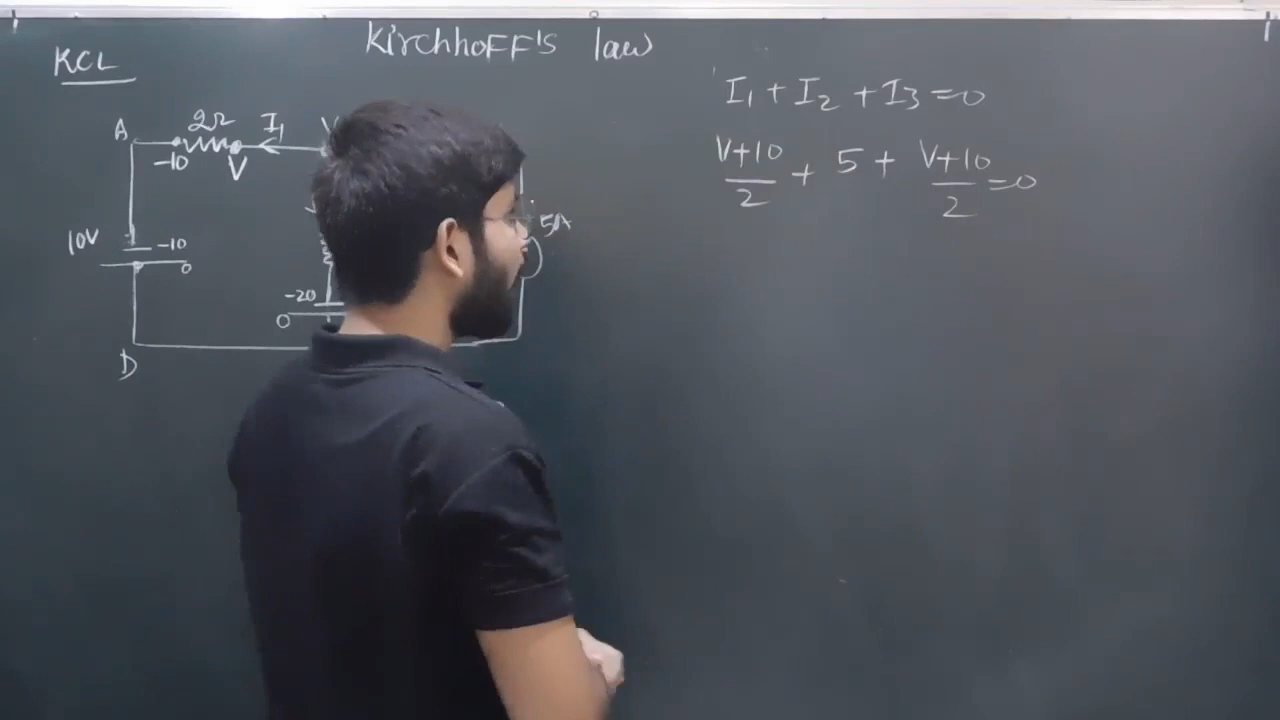 Kirchhoff's law
KCL
A 2Ω I₁ V
-10 V
10V -10
0
5A
-20
0
D
I₁ + I₂ + I₃ = 0
V+10/2 + 5 + V+10/2 = 0